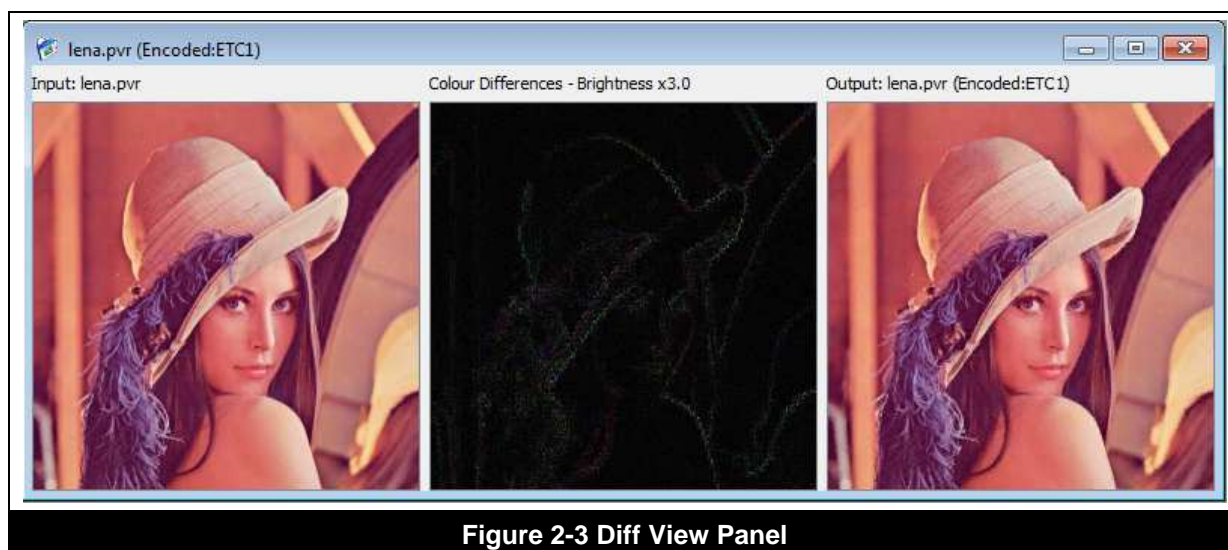 lena.pvr (Encoded:ETC1)
Input: lena.pvr
Colour Differences - Brightness x3.0
Output: lena.pvr (Encoded:ETC1)
Figure 2-3 Diff View Panel